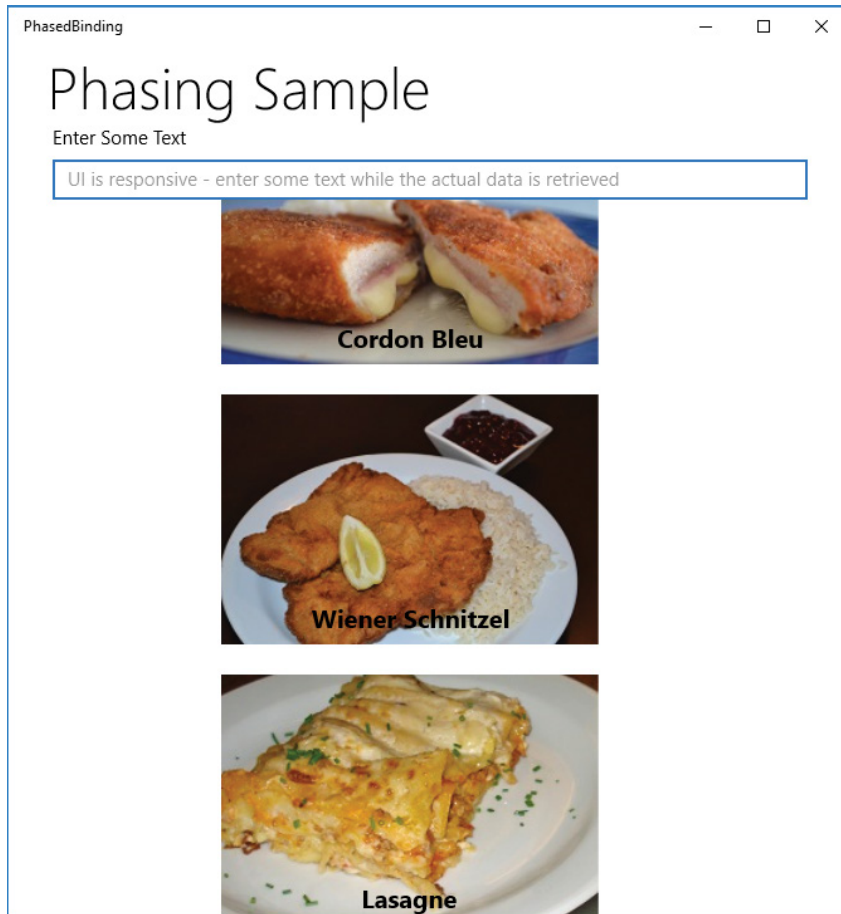 PhasedBinding
Phasing Sample
Enter Some Text
UI is responsive - enter some text while the actual data is retrieved
Cordon Bleu
Wiener Schnitzel
Lasagne